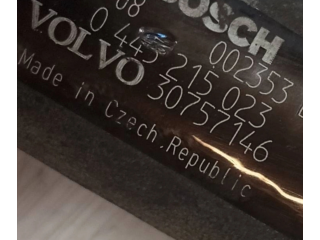 BOSCH
08 002353
0 445 215 023
VOLVO 30757146
Made in Czech.Republic